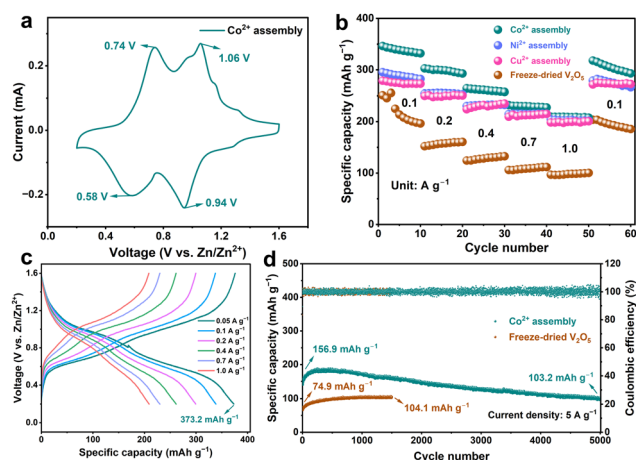 a
Current (mA)
0.2
0.0
−0.2
0.74 V
1.06 V
0.58 V
0.94 V
Co²⁺ assembly
0.0
0.4
0.8
1.2
1.6
Voltage (V vs. Zn/Zn²⁺)
b
Specific capacity (mAh g⁻¹)
400
300
200
100
0
Co²⁺ assembly
Ni²⁺ assembly
Cu²⁺ assembly
Freeze-dried V₂O₅
0.1
0.2
0.4
0.7
1.0
0.1
Unit: A g⁻¹
0
10
20
30
40
50
60
Cycle number
c
Voltage (V vs. Zn/Zn²⁺)
1.6
1.2
0.8
0.4
0.0
0.05 A g⁻¹
0.1 A g⁻¹
0.2 A g⁻¹
0.4 A g⁻¹
0.7 A g⁻¹
1.0 A g⁻¹
373.2 mAh g⁻¹
0
50
100
150
200
250
300
350
400
Specific capacity (mAh g⁻¹)
d
Specific capacity (mAh g⁻¹)
500
400
300
200
100
0
Co²⁺ assembly
Freeze-dried V₂O₅
156.9 mAh g⁻¹
74.9 mAh g⁻¹
103.2 mAh g⁻¹
104.1 mAh g⁻¹
Current density: 5 A g⁻¹
120
100
80
60
40
20
0
Coulombic efficiency (%)
0
1000
2000
3000
4000
5000
Cycle number